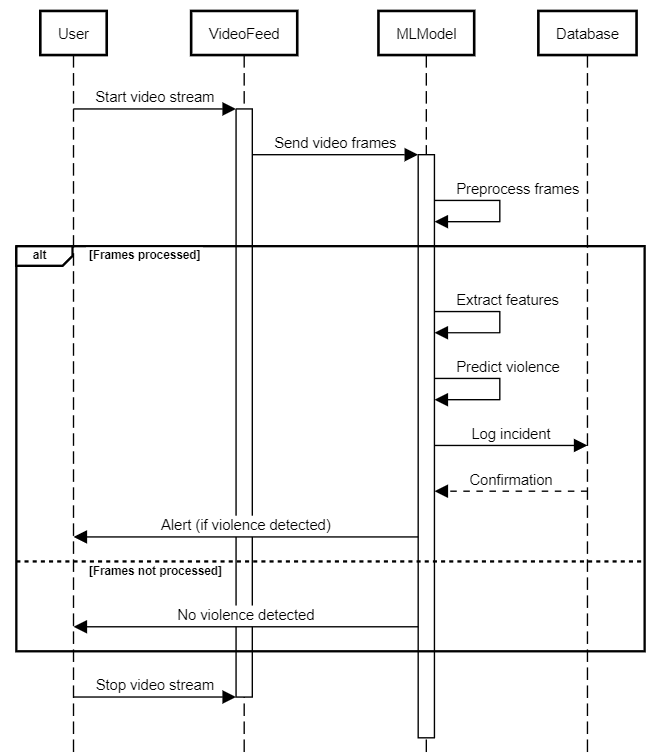 User
VideoFeed
MLModel
Database
Start video stream
Send video frames
Preprocess frames
alt
[Frames processed]
Extract features
Predict violence
Log incident
Confirmation
Alert (if violence detected)
[Frames not processed]
No violence detected
Stop video stream